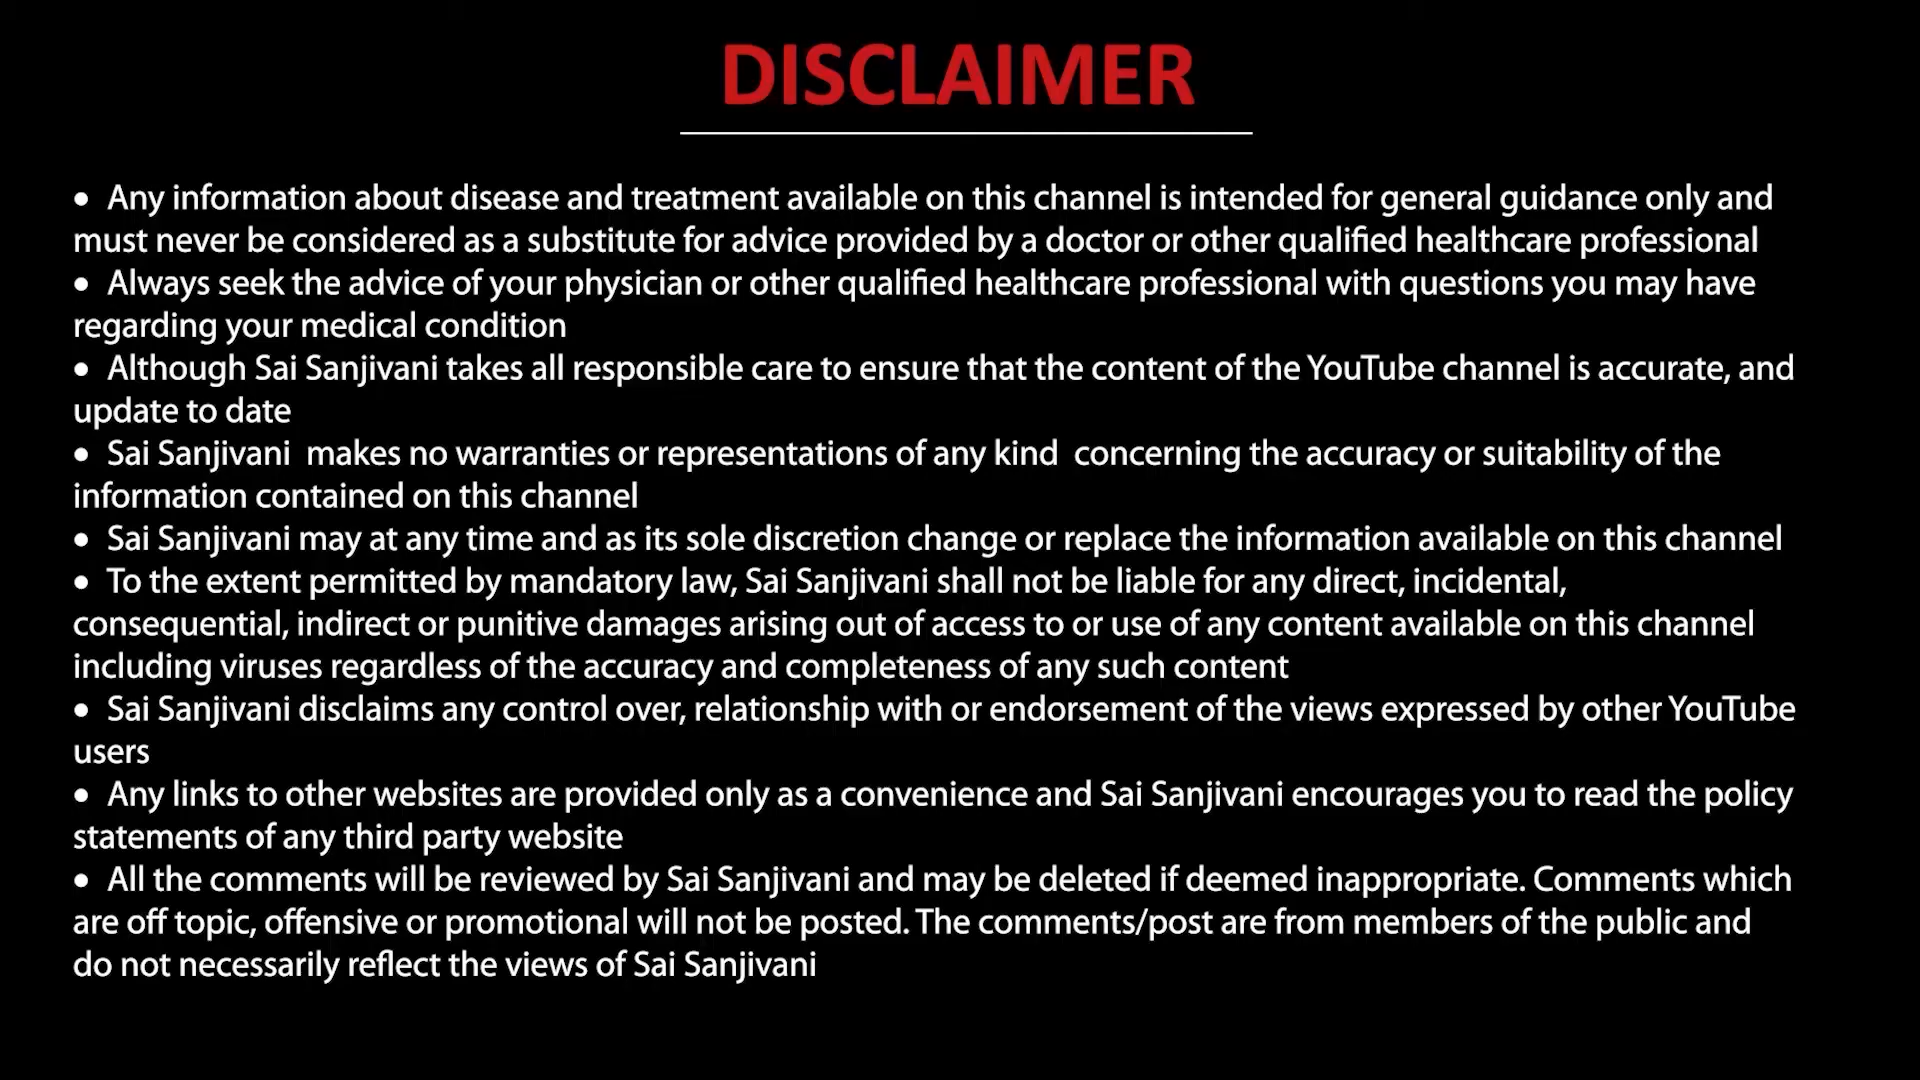 DISCLAIMER
• Any information about disease and treatment available on this channel is intended for general guidance only and
must never be considered as a substitute for advice provided by a doctor or other qualified healthcare professional
• Always seek the advice of your physician or other qualified healthcare professional with questions you may have
regarding your medical condition
• Although Sai Sanjivani takes all responsible care to ensure that the content of the YouTube channel is accurate, and
update to date
• Sai Sanjivani  makes no warranties or representations of any kind  concerning the accuracy or suitability of the
information contained on this channel
• Sai Sanjivani may at any time and as its sole discretion change or replace the information available on this channel
• To the extent permitted by mandatory law, Sai Sanjivani shall not be liable for any direct, incidental,
consequential, indirect or punitive damages arising out of access to or use of any content available on this channel
including viruses regardless of the accuracy and completeness of any such content
• Sai Sanjivani disclaims any control over, relationship with or endorsement of the views expressed by other YouTube
users
• Any links to other websites are provided only as a convenience and Sai Sanjivani encourages you to read the policy
statements of any third party website
• All the comments will be reviewed by Sai Sanjivani and may be deleted if deemed inappropriate. Comments which
are off topic, offensive or promotional will not be posted. The comments/post are from members of the public and
do not necessarily reflect the views of Sai Sanjivani